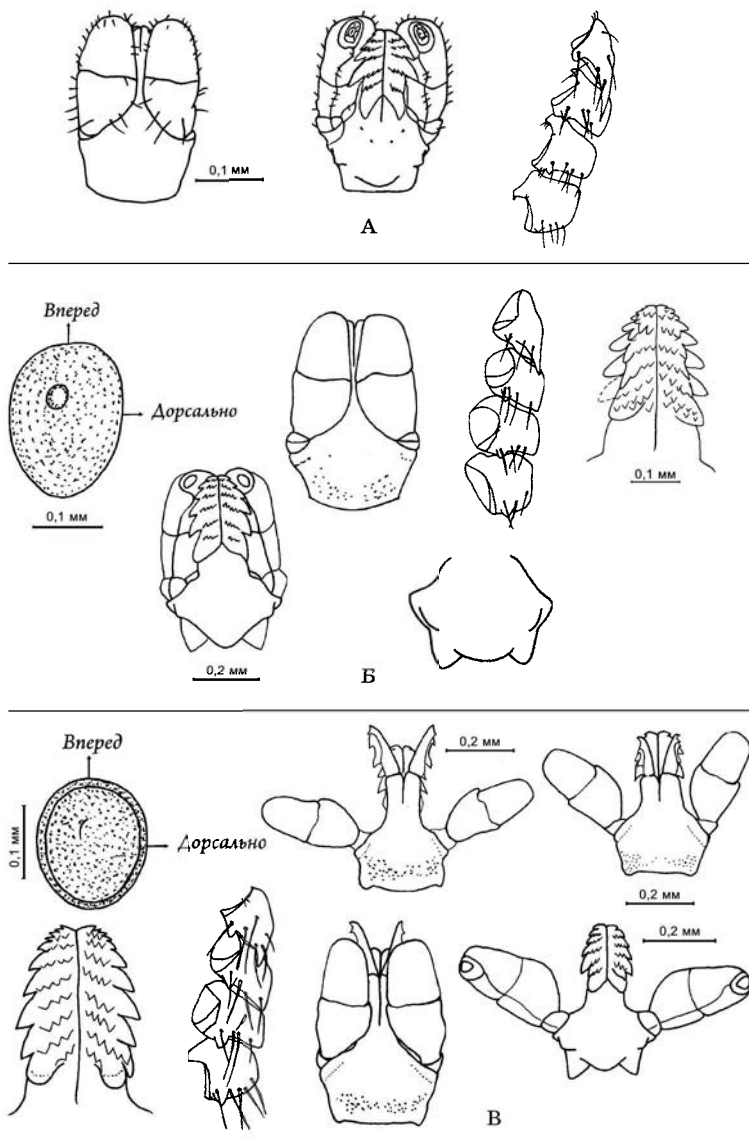 0,1 мм
А
Вперед
Дорсально
0,1 мм
0,1 мм
0,2 мм
Б
Вперед
0,2 мм
0,1 мм
Дорсально
0,2 мм
0,2 мм
В